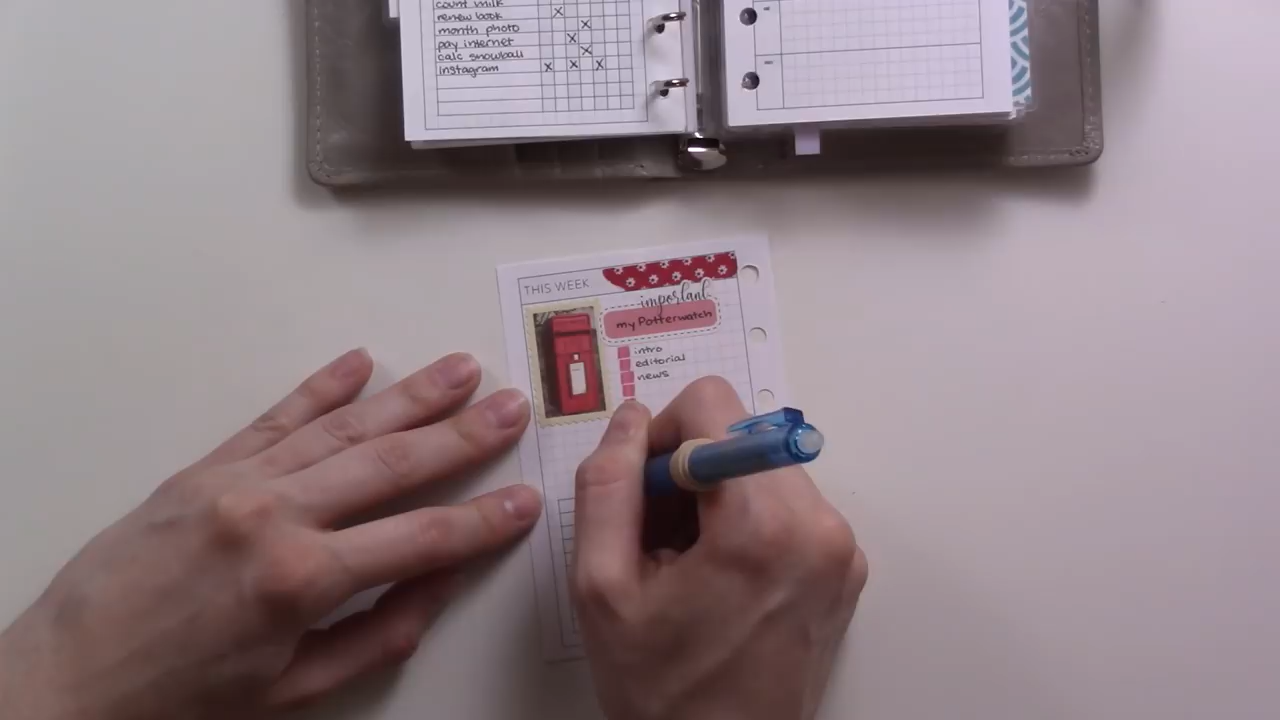 count milk
renew book
month photo
pay internet
calc snowball
instagram
THIS WEEK
important
my Potterwatch
intro
editorial
news